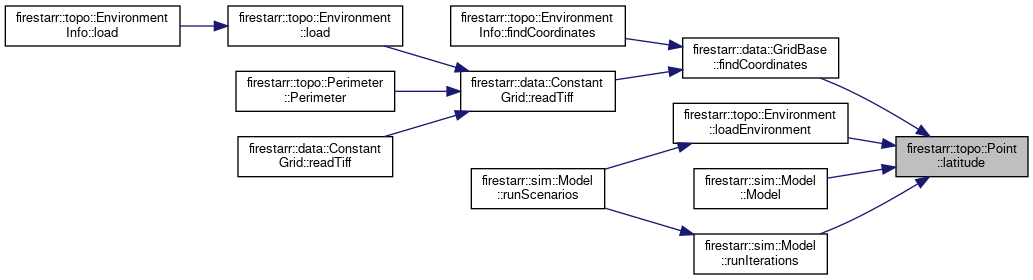 firestarr::topo::Environment
Info::load
firestarr::topo::Environment
::load
firestarr::topo::Environment
Info::findCoordinates
firestarr::data::GridBase
::findCoordinates
firestarr::topo::Perimeter
::Perimeter
firestarr::data::Constant
Grid::readTiff
firestarr::data::Constant
Grid::readTiff
firestarr::topo::Environment
::loadEnvironment
firestarr::topo::Point
::latitude
firestarr::sim::Model
::runScenarios
firestarr::sim::Model
::Model
firestarr::sim::Model
::runIterations